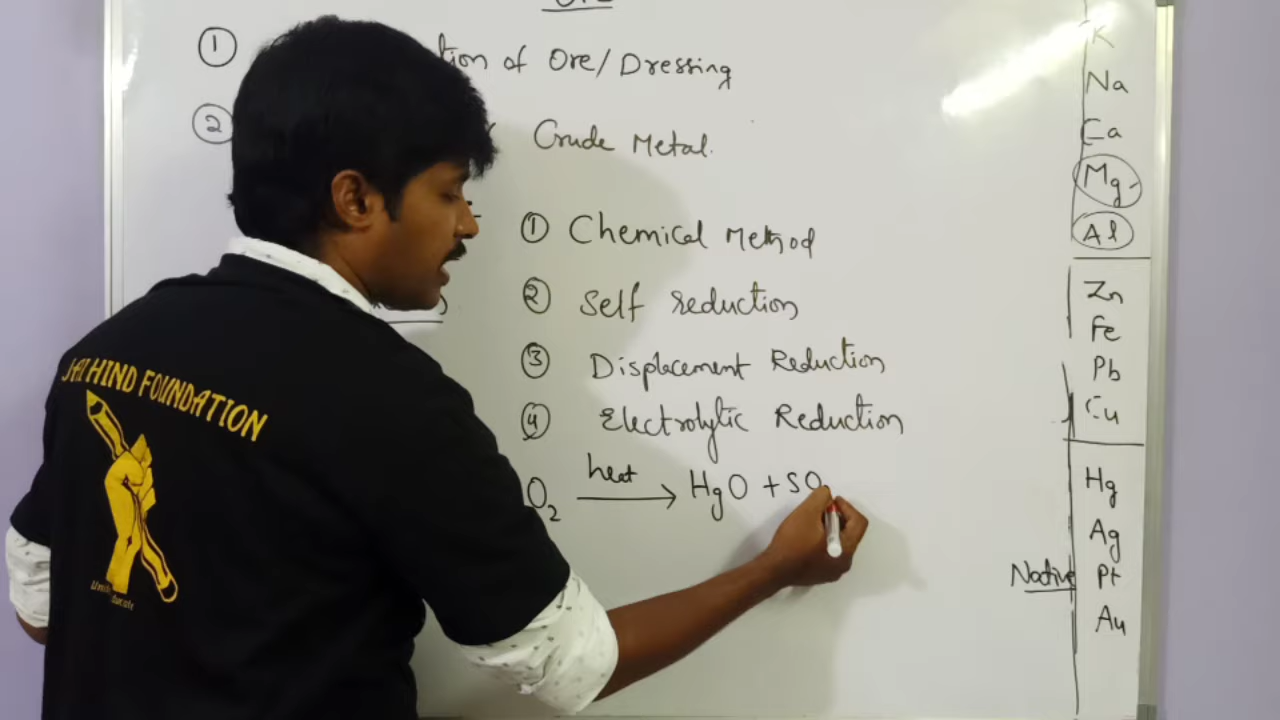 ①
tion of Ore/Dressing
② Crude Metal.
① Chemical Method
② Self reduction
③ Displacement Reduction
④ Electrolytic Reduction
O₂ heat → HgO + SO
JAI HIND FOUNDATION
K
Na
Ca
Mg
Al
Zn
Fe
Pb
Cu
Hg
Ag
Native Pt
Au